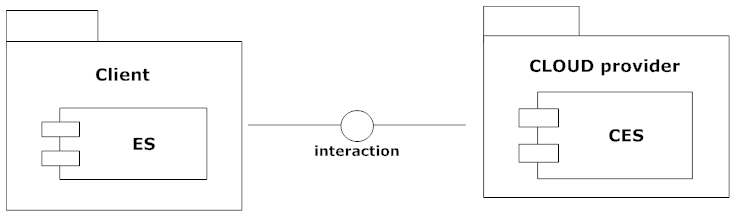 Client
ES
interaction
CLOUD provider
CES